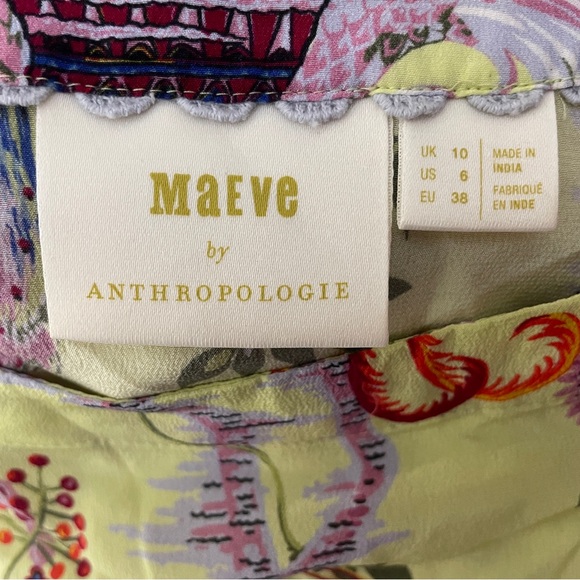 MaEve
by
ANTHROPOLOGIE
UK 10
US 6
EU 38
MADE IN
INDIA
FABRIQUÉ
EN INDE